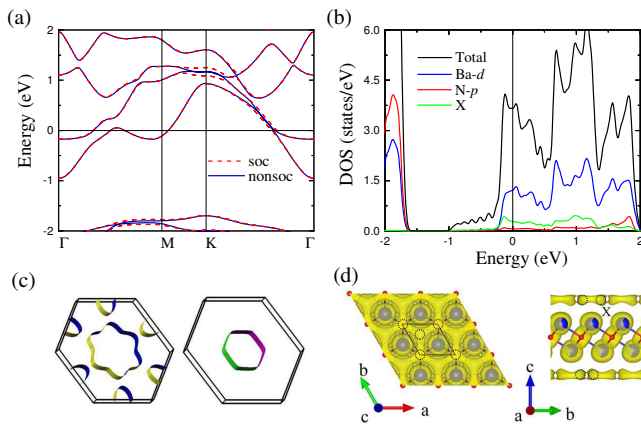 (a)
2
1
0
1
-2
Energy (eV)
soc
nonsoc
Γ M K Γ
(b)
6.0
4.5
3.0
1.5
0.0
DOS (states/eV)
Total
Ba-d
N-p
X
-2 -1 0 1 2
Energy (eV)
(c)
(d)
b
c
a
X
c
a
b